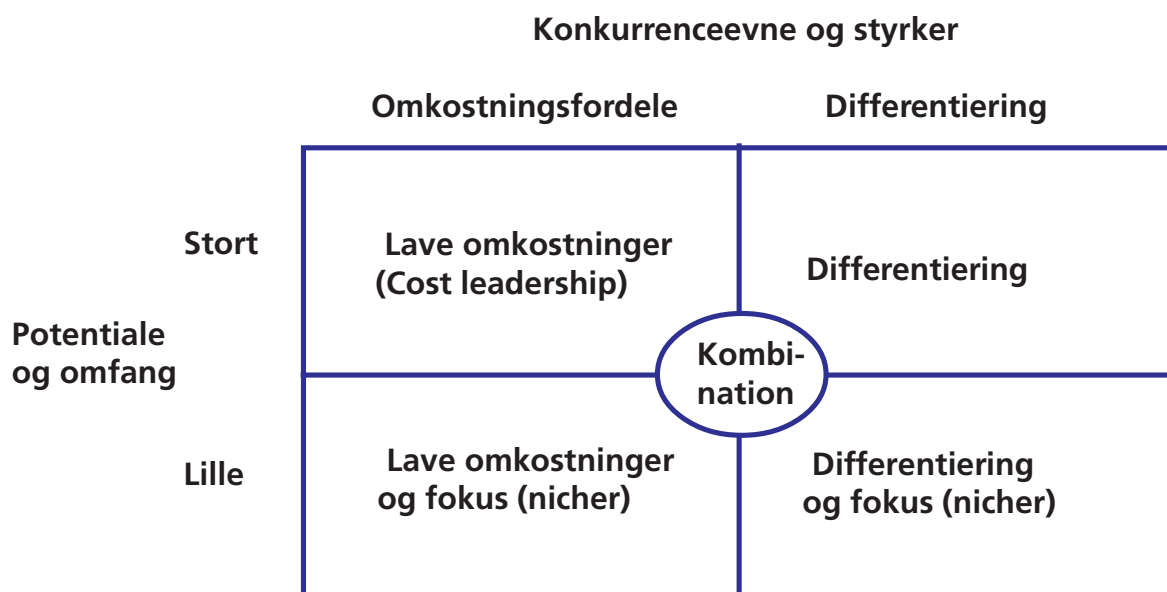 Konkurrenceevne og styrker
Omkostningsfordele
Differentiering
Stort
Lave omkostninger
(Cost leadership)
Differentiering
Potentiale
og omfang
Kombi-
nation
Lille
Lave omkostninger
og fokus (nicher)
Differentiering
og fokus (nicher)